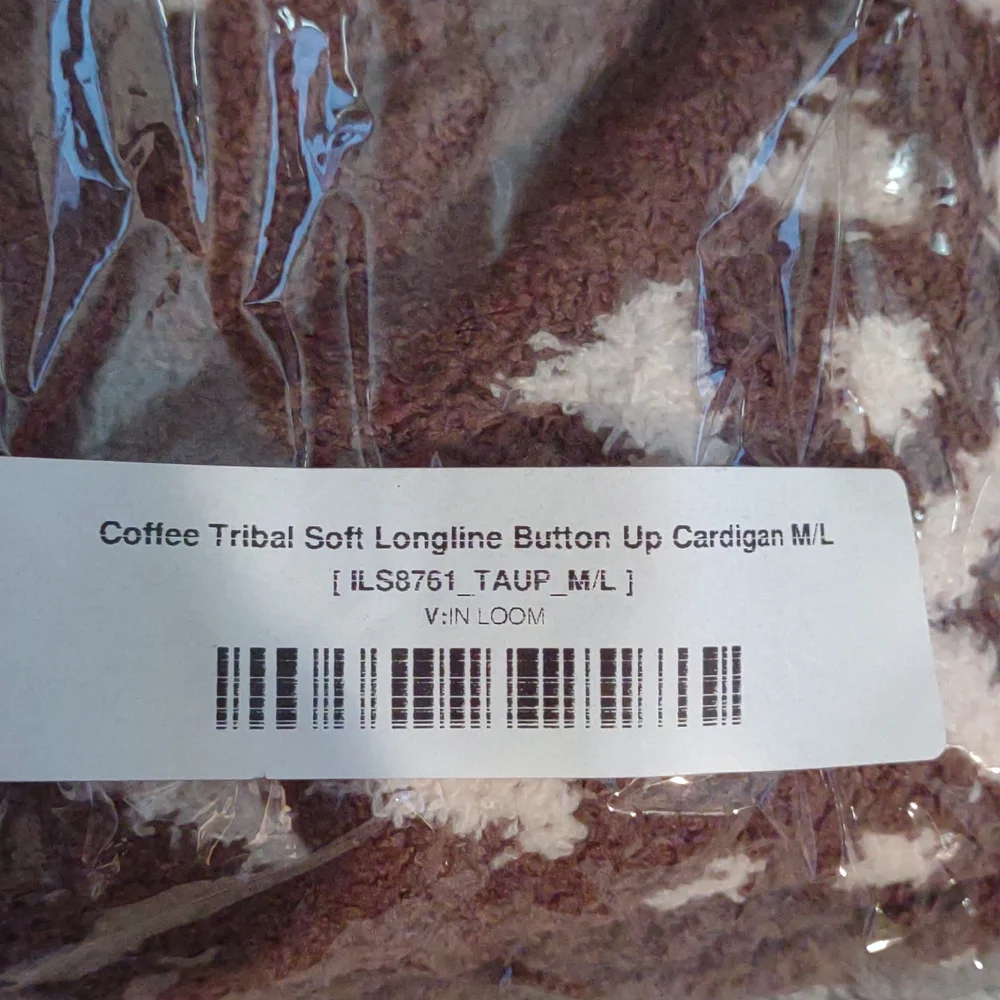 Coffee Tribal Soft Longline Button Up Cardigan M/L
[ ILS8761_TAUP_M/L ]
V:IN LOOM